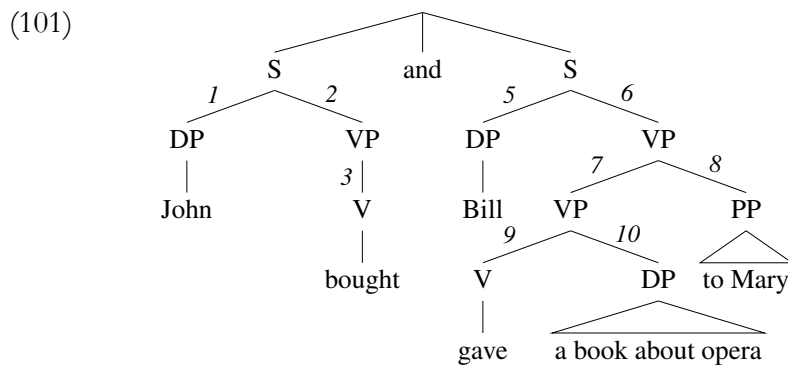 (101)
S and S
1 2 5 6
DP VP DP VP
3 7 8
John V Bill VP PP
9 10
bought V DP to Mary
gave a book about opera